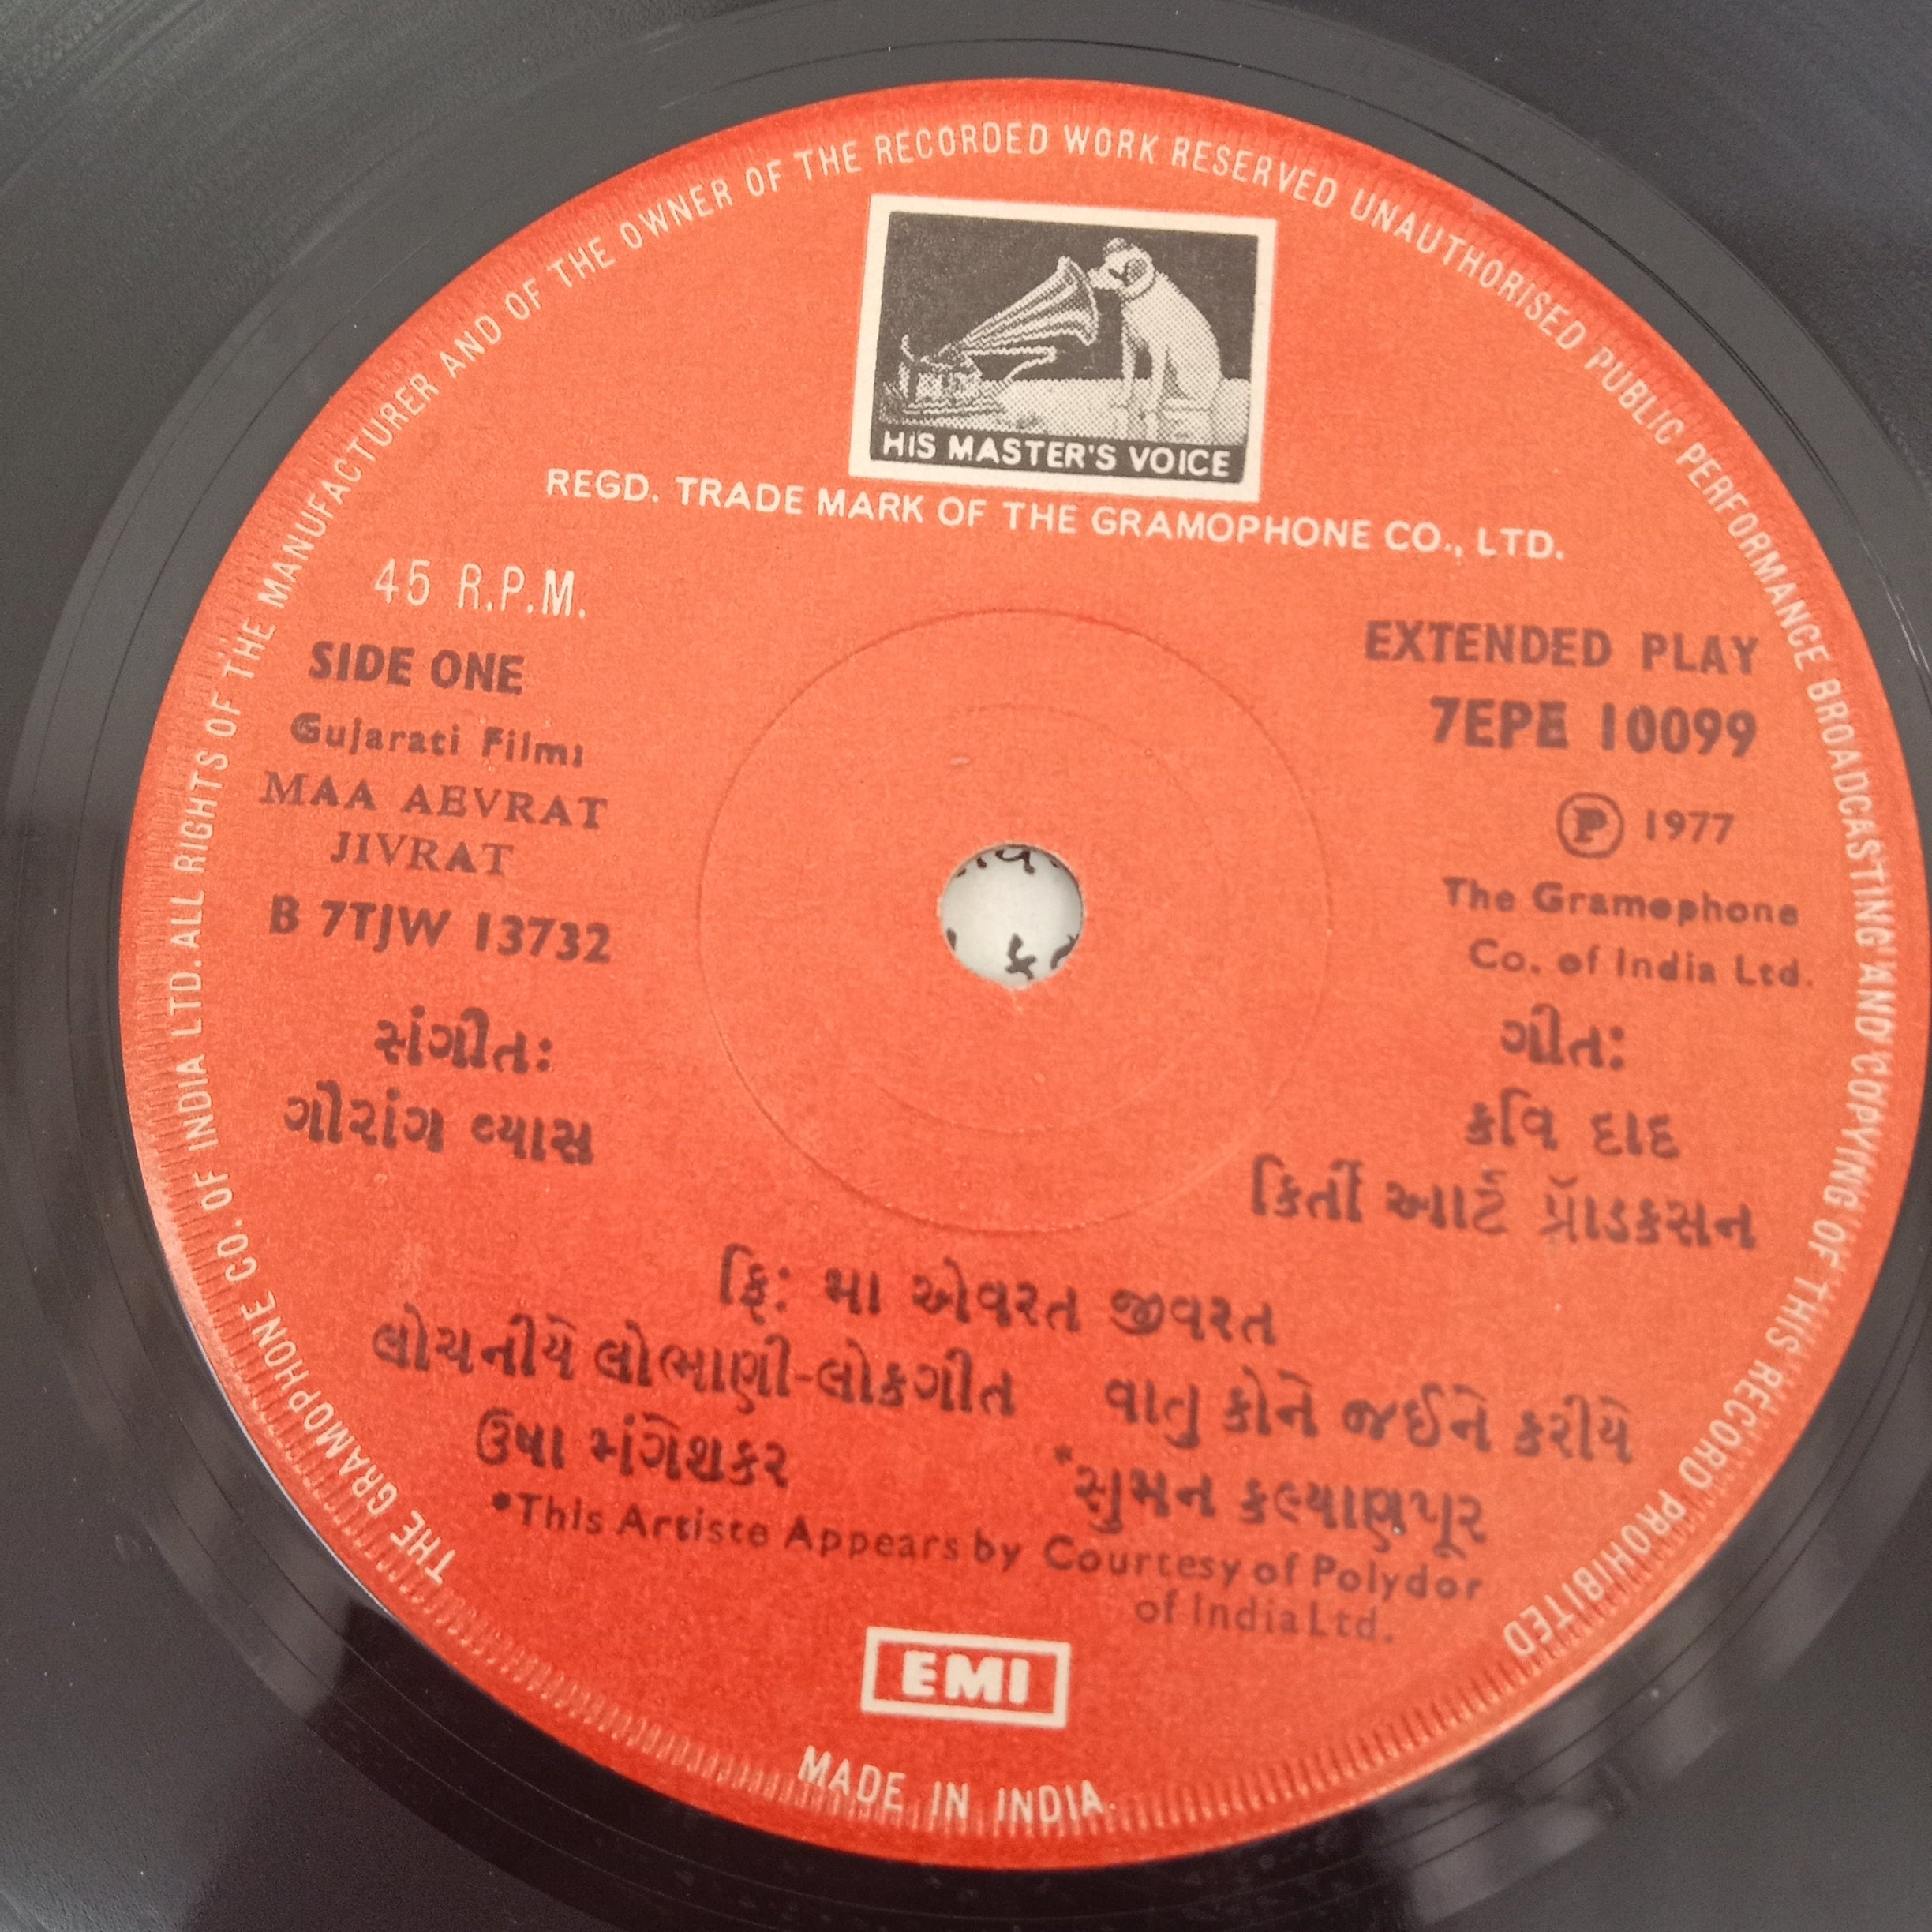 THE GRAMOPHONE CO. OF INDIA LTD. ALL RIGHTS OF THE MANUFACTURER AND OF THE OWNER OF THE RECORDED WORK RESERVED UNAUTHORISED PUBLIC PERFORMANCE BROADCASTING AND COPYING OF THIS RECORD PROHIBITED
HIS MASTER'S VOICE
REGD. TRADE MARK OF THE GRAMOPHONE CO., LTD.
45 R.P.M.
SIDE ONE
Gujarati Film:
MAA AEVRAT
JIVRAT
B 7TJW 13732
EXTENDED PLAY
7EPE 10099
Ⓟ 1977
The Gramophone
Co. of India Ltd.
સંગીતઃ
ગૌરાંગ વ્યાસ
ગીતઃ
કવિ દાદ
કિર્તી આર્ટ પ્રૉડકસન
ફિઃ મા એવરત જીવરત
લોચનીયે લોભાણી-લોકગીત વાતુ કોને જઈને કરીયે
ઉષા મંગેશકર *સુમન કલ્યાણપૂર
*This Artiste Appears by Courtesy of Polydor
of India Ltd.
EMI
MADE IN INDIA